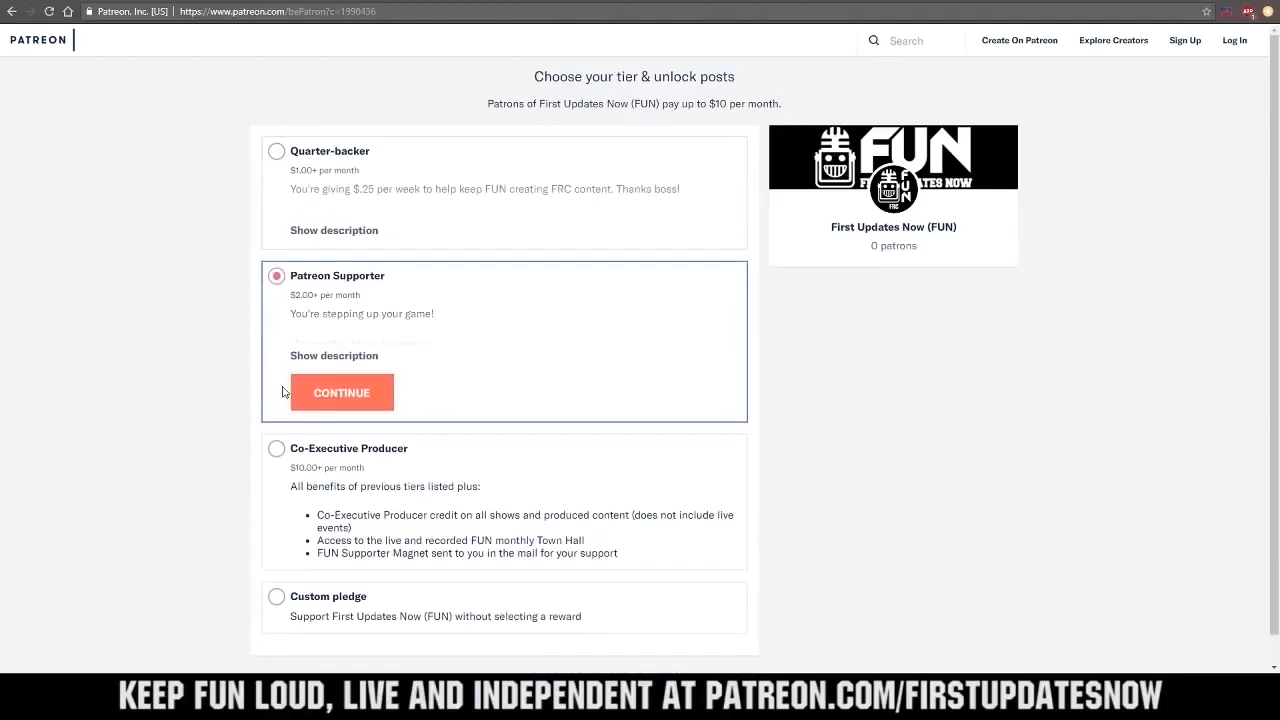 Patreon, Inc. [US] | https://www.patreon.com/bePatron?c=1990436
PATREON
Search
Create On Patreon
Explore Creators
Sign Up
Log In
Choose your tier & unlock posts
Patrons of First Updates Now (FUN) pay up to $10 per month.
Quarter-backer
$1.00+ per month
You're giving $.25 per week to help keep FUN creating FRC content. Thanks boss!
Show description
Patreon Supporter
$2.00+ per month
You're stepping up your game!
Show description
CONTINUE
Co-Executive Producer
$10.00+ per month
All benefits of previous tiers listed plus:
• Co-Executive Producer credit on all shows and produced content (does not include live
events)
• Access to the live and recorded FUN monthly Town Hall
• FUN Supporter Magnet sent to you in the mail for your support
Custom pledge
Support First Updates Now (FUN) without selecting a reward
FUN
TES NOW
FUN
FRC
First Updates Now (FUN)
0 patrons
KEEP FUN LOUD, LIVE AND INDEPENDENT AT PATREON.COM/FIRSTUPDATESNOW